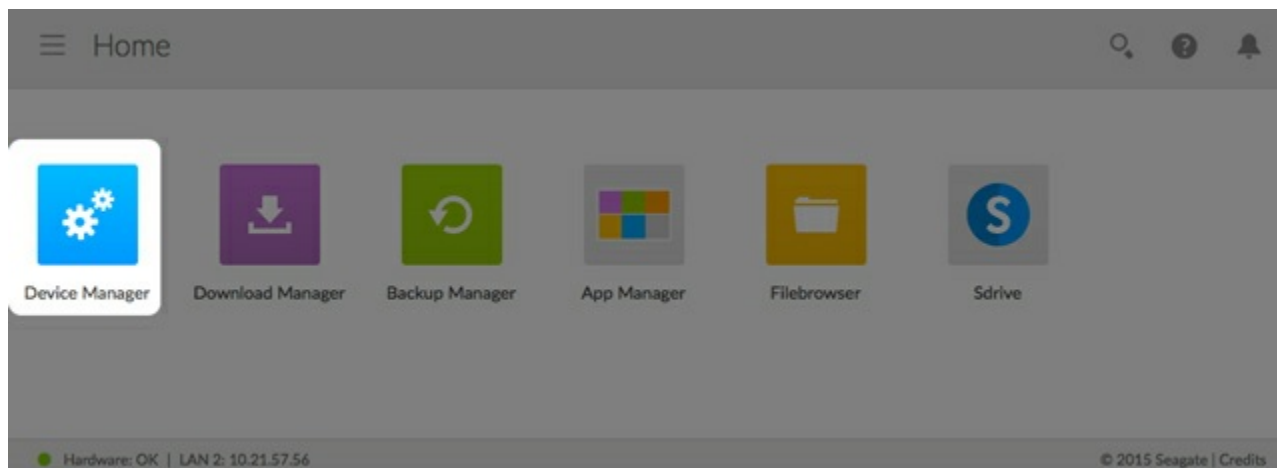 Home
S
Device Manager
Download Manager
Backup Manager
App Manager
Filebrowser
Sdrive
Hardware: OK | LAN 2: 10.21.57.56
© 2015 Seagate | Credits